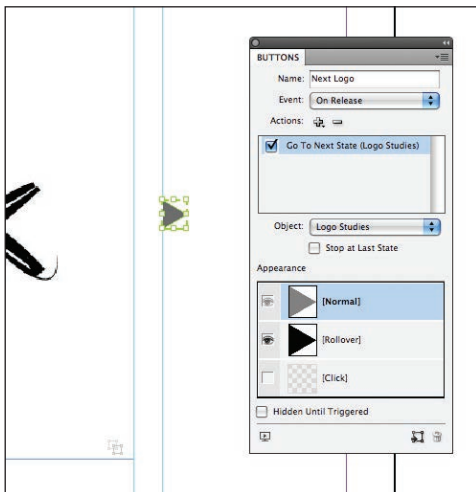 BUTTONS
Name: Next Logo
Event: On Release
Actions:
Go To Next State (Logo Studies)
Object: Logo Studies
Stop at Last State
Appearance
[Normal]
[Rollover]
[Click]
Hidden Until Triggered